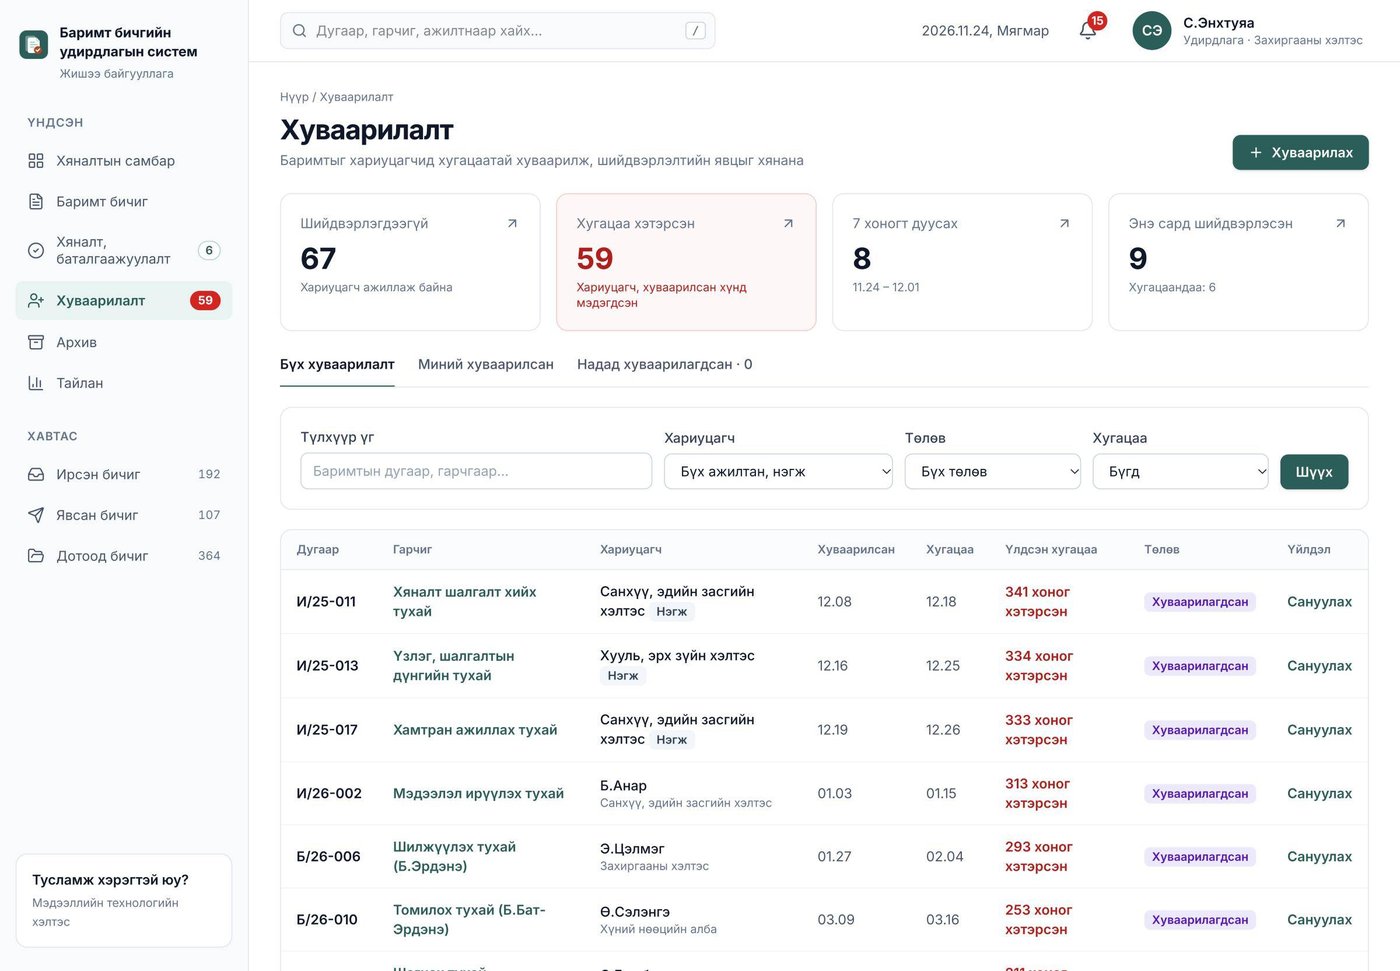 Баримт бичгийн
удирдлагын систем
Жишээ байгууллага
Дугаар, гарчиг, ажилтнаар хайх...
/
2026.11.24, Мягмар
15
СЭ
С.Энхтуяа
Удирдлага · Захиргааны хэлтэс
ҮНДСЭН
Хяналтын самбар
Баримт бичиг
Хяналт,
баталгаажуулалт
6
Хуваарилалт
59
Архив
Тайлан
ХАВТАС
Ирсэн бичиг
192
Явсан бичиг
107
Дотоод бичиг
364
Тусламж хэрэгтэй юу?
Мэдээллийн технологийн
хэлтэс
Нүүр / Хуваарилалт
Хуваарилалт
Баримтыг хариуцагчид хугацаатай хуваарилж, шийдвэрлэлтийн явцыг хянана
+ Хуваарилах
Шийдвэрлэгдээгүй
67
Хариуцагч ажиллаж байна
Хугацаа хэтэрсэн
59
Хариуцагч, хуваарилсан хүнд
мэдэгдсэн
7 хоногт дуусах
8
11.24 – 12.01
Энэ сард шийдвэрлэсэн
9
Хугацаандаа: 6
Бүх хуваарилалт
Миний хуваарилсан
Надад хуваарилагдсан · 0
Түлхүүр үг
Баримтын дугаар, гарчгаар...
Хариуцагч
Бүх ажилтан, нэгж
Төлөв
Бүх төлөв
Хугацаа
Бүгд
Шүүх
Дугаар Гарчиг Хариуцагч Хуваарилсан Хугацаа Үлдсэн хугацаа Төлөв Үйлдэл
И/25-011
Хяналт шалгалт хийх
тухай
Санхүү, эдийн засгийн
хэлтэс Нэгж
12.08
12.18
341 хоног
хэтэрсэн
Хуваарилагдсан
Сануулах
И/25-013
Үзлэг, шалгалтын
дүнгийн тухай
Хууль, эрх зүйн хэлтэс
Нэгж
12.16
12.25
334 хоног
хэтэрсэн
Хуваарилагдсан
Сануулах
И/25-017
Хамтран ажиллах тухай
Санхүү, эдийн засгийн
хэлтэс Нэгж
12.19
12.26
333 хоног
хэтэрсэн
Хуваарилагдсан
Сануулах
И/26-002
Мэдээлэл ирүүлэх тухай
Б.Анар
Санхүү, эдийн засгийн хэлтэс
01.03
01.15
313 хоног
хэтэрсэн
Хуваарилагдсан
Сануулах
Б/26-006
Шилжүүлэх тухай
(Б.Эрдэнэ)
Э.Цэлмэг
Захиргааны хэлтэс
01.27
02.04
293 хоног
хэтэрсэн
Хуваарилагдсан
Сануулах
Б/26-010
Томилох тухай (Б.Бат-
Эрдэнэ)
Ө.Сэлэнгэ
Хүний нөөцийн алба
03.09
03.16
253 хоног
хэтэрсэн
Хуваарилагдсан
Сануулах